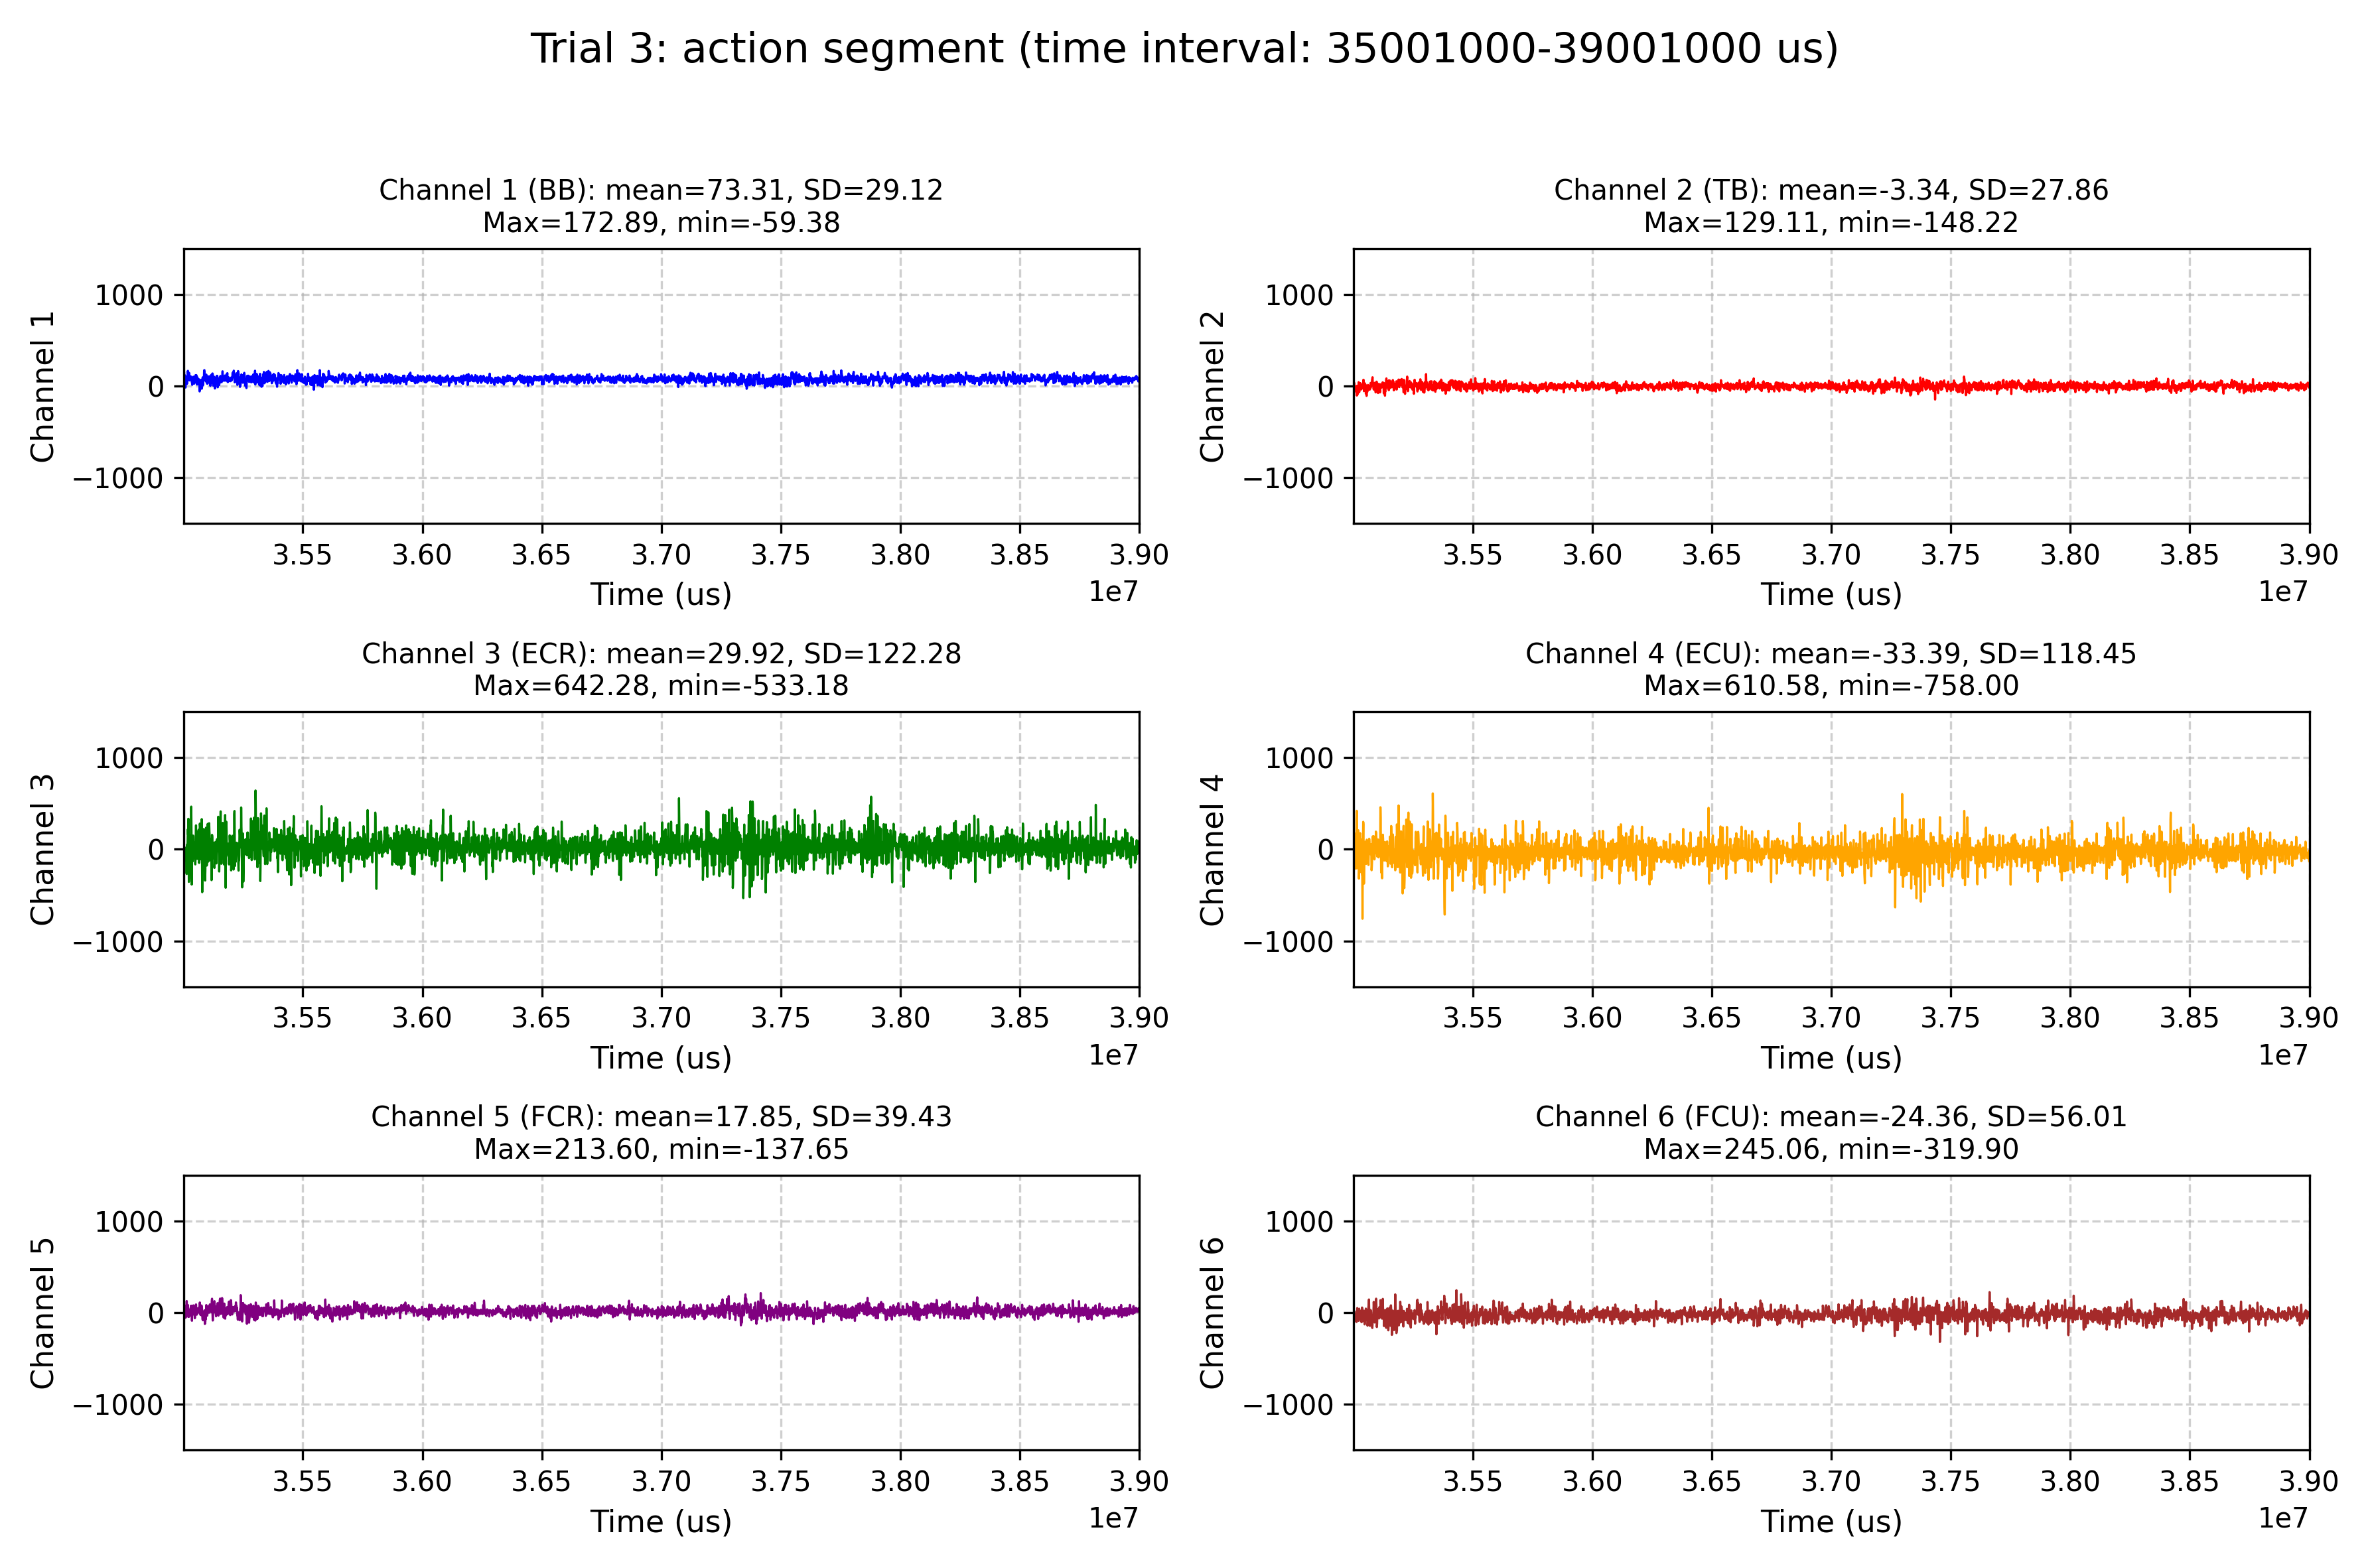 Trial 3: action segment (time interval: 35001000-39001000 us)
Channel 1 (BB): mean=73.31, SD=29.12
Max=172.89, min=-59.38
Channel 1
1000
0
−1000
3.55 3.60 3.65 3.70 3.75 3.80 3.85 3.90
Time (us)
1e7
Channel 2 (TB): mean=-3.34, SD=27.86
Max=129.11, min=-148.22
Channel 2
1000
0
−1000
3.55 3.60 3.65 3.70 3.75 3.80 3.85 3.90
Time (us)
1e7
Channel 3 (ECR): mean=29.92, SD=122.28
Max=642.28, min=-533.18
Channel 3
1000
0
−1000
3.55 3.60 3.65 3.70 3.75 3.80 3.85 3.90
Time (us)
1e7
Channel 4 (ECU): mean=-33.39, SD=118.45
Max=610.58, min=-758.00
Channel 4
1000
0
−1000
3.55 3.60 3.65 3.70 3.75 3.80 3.85 3.90
Time (us)
1e7
Channel 5 (FCR): mean=17.85, SD=39.43
Max=213.60, min=-137.65
Channel 5
1000
0
−1000
3.55 3.60 3.65 3.70 3.75 3.80 3.85 3.90
Time (us)
1e7
Channel 6 (FCU): mean=-24.36, SD=56.01
Max=245.06, min=-319.90
Channel 6
1000
0
−1000
3.55 3.60 3.65 3.70 3.75 3.80 3.85 3.90
Time (us)
1e7